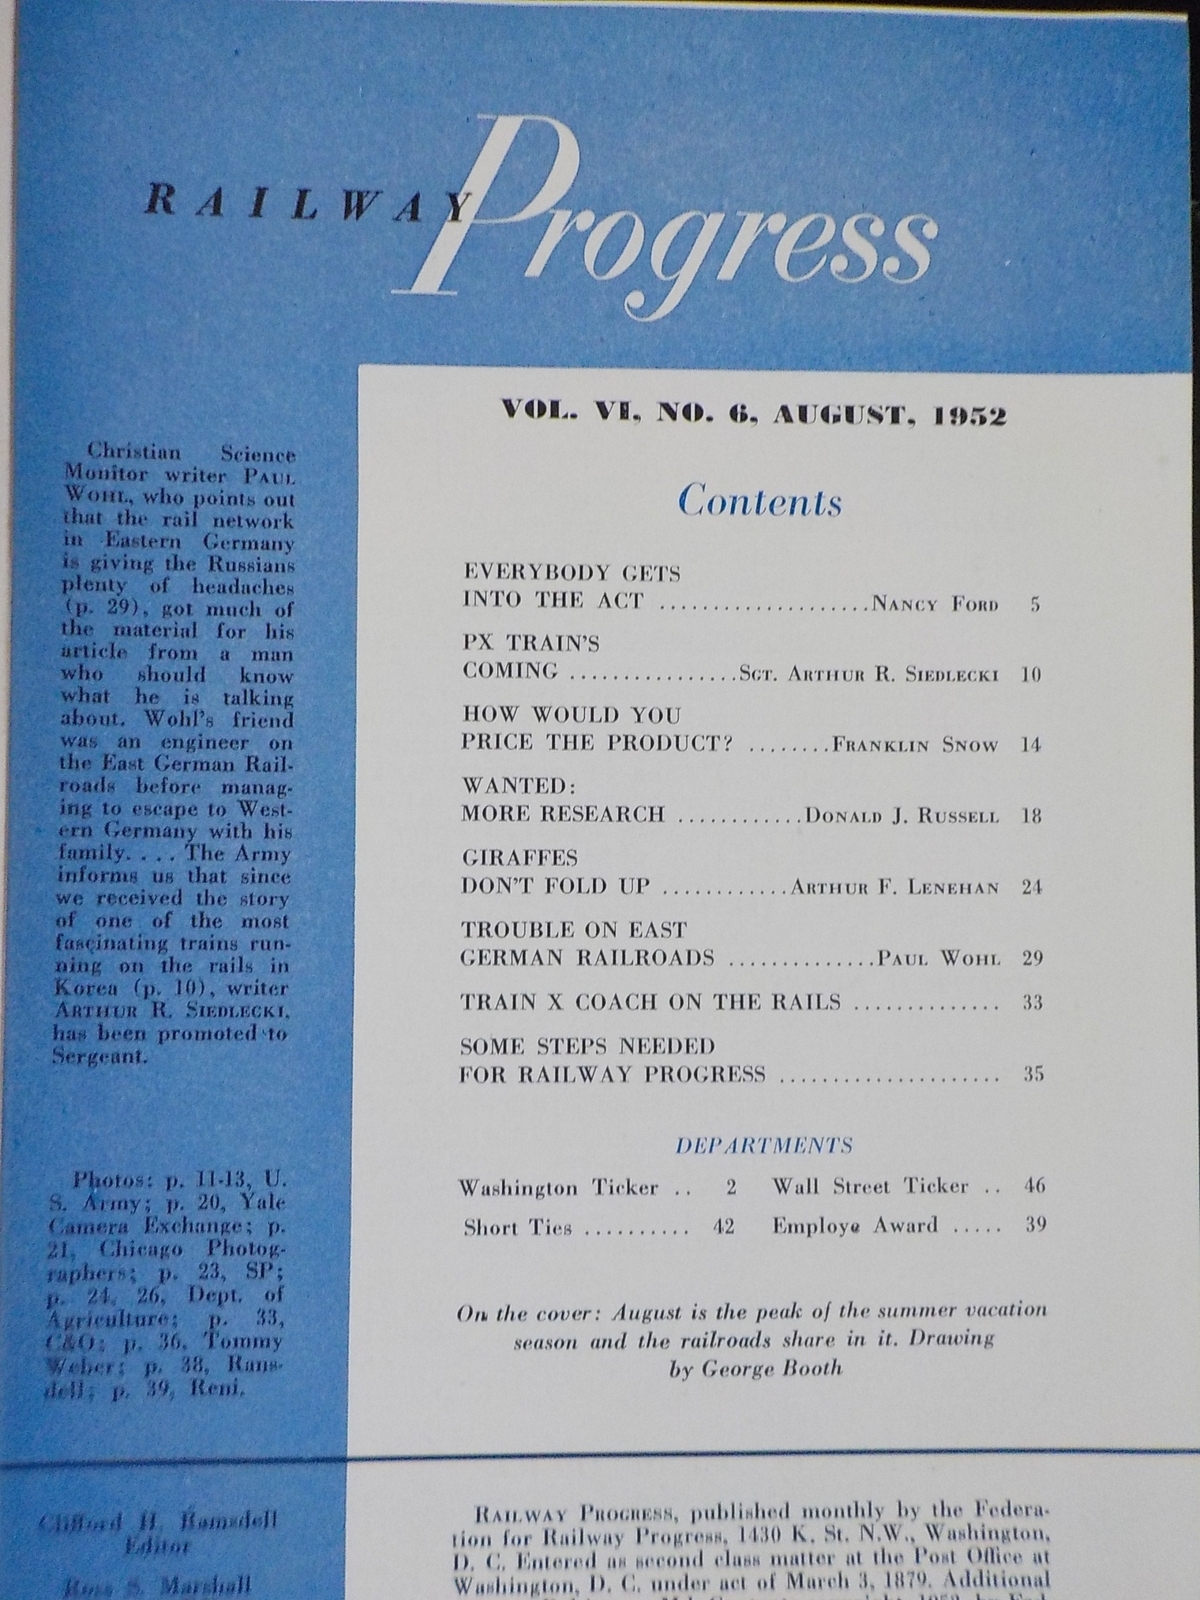 RAILWAY Progress
VOL. VI, NO. 6, AUGUST, 1952
Christian Science
Monitor writer PAUL
WOHL, who points out
that the rail network
in Eastern Germany
is giving the Russians
plenty of headaches
(p. 29), got much of
the material for his
article from a man
who should know
what he is talking
about. Wohl's friend
was an engineer on
the East German Rail-
roads before manag-
ing to escape to West-
ern Germany with his
family. . . . The Army
informs us that since
we received the story
of one of the most
fascinating trains run-
ning on the rails in
Korea (p. 10), writer
ARTHUR R. SIEDLECKI,
has been promoted to
Sergeant.
Photos: p. 11-13, U.
S. Army; p. 20, Yale
Camera Exchange; p.
21, Chicago Photog-
raphers; p. 23, SP;
p. 24, 26, Dept. of
Agriculture; p. 33,
C&O; p. 36, Tommy
Weber; p. 38, Rans-
dell; p. 39, Reni.
Clifford H. Ramsdell
Editor
Ross S. Marshall
Contents
EVERYBODY GETS
INTO THE ACT ....................NANCY FORD 5
PX TRAIN'S
COMING ................SGT. ARTHUR R. SIEDLECKI 10
HOW WOULD YOU
PRICE THE PRODUCT? ........FRANKLIN SNOW 14
WANTED:
MORE RESEARCH ............DONALD J. RUSSELL 18
GIRAFFES
DON'T FOLD UP ............ARTHUR F. LENEHAN 24
TROUBLE ON EAST
GERMAN RAILROADS ..............PAUL WOHL 29
TRAIN X COACH ON THE RAILS .............. 33
SOME STEPS NEEDED
FOR RAILWAY PROGRESS ..................... 35
DEPARTMENTS
Washington Ticker .. 2 Wall Street Ticker .. 46
Short Ties .......... 42 Employe Award ..... 39
On the cover: August is the peak of the summer vacation
season and the railroads share in it. Drawing
by George Booth
RAILWAY PROGRESS, published monthly by the Federa-
tion for Railway Progress, 1430 K. St. N.W., Washington,
D. C. Entered as second class matter at the Post Office at
Washington, D. C. under act of March 3, 1879. Additional